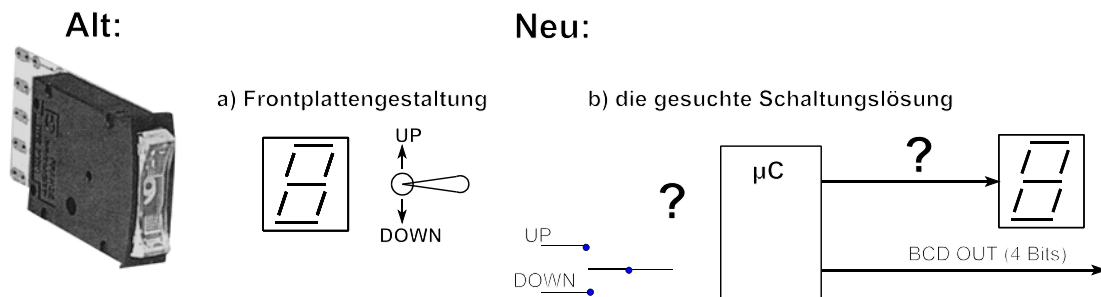 Alt:
Neu:
a) Frontplattengestaltung
UP
DOWN
b) die gesuchte Schaltungslösung
?
µC
?
UP
DOWN
BCD OUT (4 Bits)